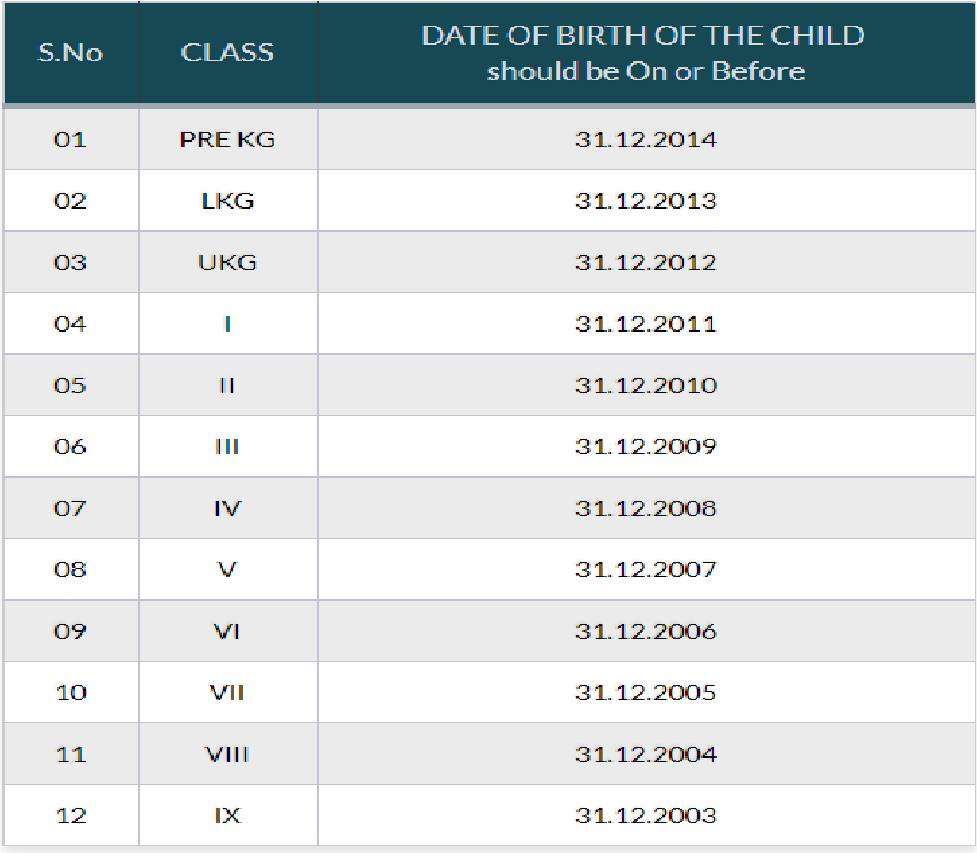 S.No CLASS DATE OF BIRTH OF THE CHILD
should be On or Before
01 PRE KG 31.12.2014
02 LKG 31.12.2013
03 UKG 31.12.2012
04 I 31.12.2011
05 II 31.12.2010
06 III 31.12.2009
07 IV 31.12.2008
08 V 31.12.2007
09 VI 31.12.2006
10 VII 31.12.2005
11 VIII 31.12.2004
12 IX 31.12.2003